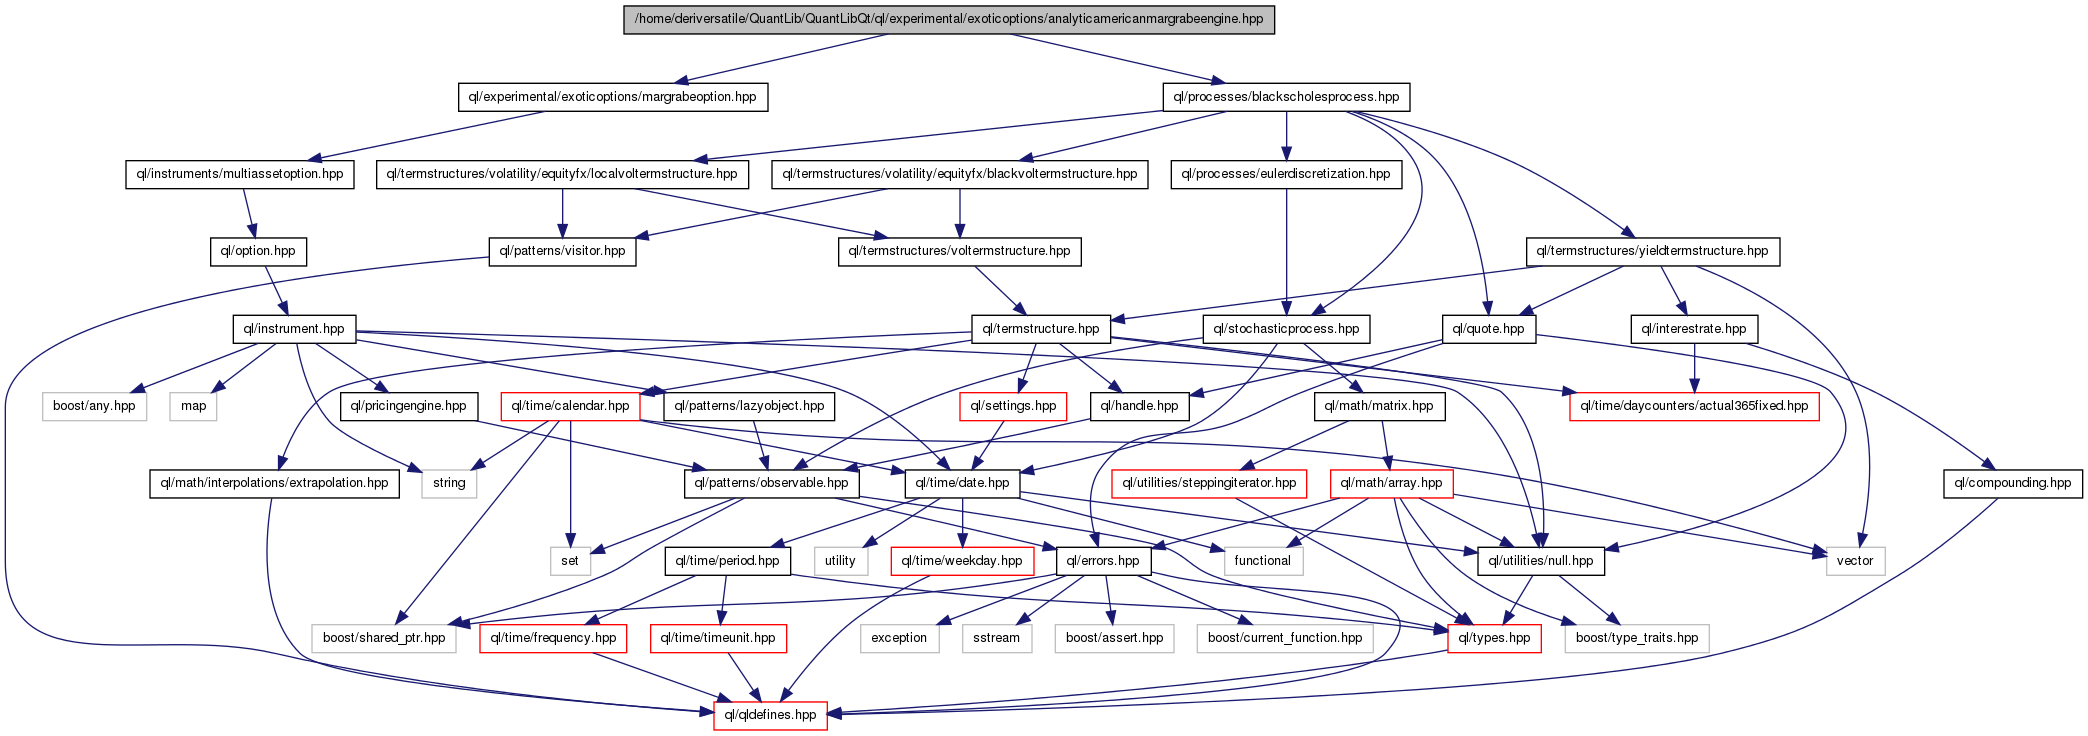 /home/deriversatile/QuantLib/QuantLibQt/ql/experimental/exoticoptions/analyticamericanmargrabeengine.hpp
ql/experimental/exoticoptions/margrabeoption.hpp
ql/processes/blackscholesprocess.hpp
ql/instruments/multiassetoption.hpp
ql/termstructures/volatility/equityfx/localvoltermstructure.hpp
ql/termstructures/volatility/equityfx/blackvoltermstructure.hpp
ql/processes/eulerdiscretization.hpp
ql/option.hpp
ql/patterns/visitor.hpp
ql/termstructures/voltermstructure.hpp
ql/termstructures/yieldtermstructure.hpp
ql/instrument.hpp
ql/termstructure.hpp
ql/stochasticprocess.hpp
ql/quote.hpp
ql/interestrate.hpp
boost/any.hpp
map
ql/pricingengine.hpp
ql/time/calendar.hpp
ql/patterns/lazyobject.hpp
ql/settings.hpp
ql/handle.hpp
ql/math/matrix.hpp
ql/time/daycounters/actual365fixed.hpp
ql/math/interpolations/extrapolation.hpp
string
ql/patterns/observable.hpp
ql/time/date.hpp
ql/utilities/steppingiterator.hpp
ql/math/array.hpp
ql/compounding.hpp
set
ql/time/period.hpp
utility
ql/time/weekday.hpp
ql/errors.hpp
functional
ql/utilities/null.hpp
vector
boost/shared_ptr.hpp
ql/time/frequency.hpp
ql/time/timeunit.hpp
exception
sstream
boost/assert.hpp
boost/current_function.hpp
ql/types.hpp
boost/type_traits.hpp
ql/qldefines.hpp